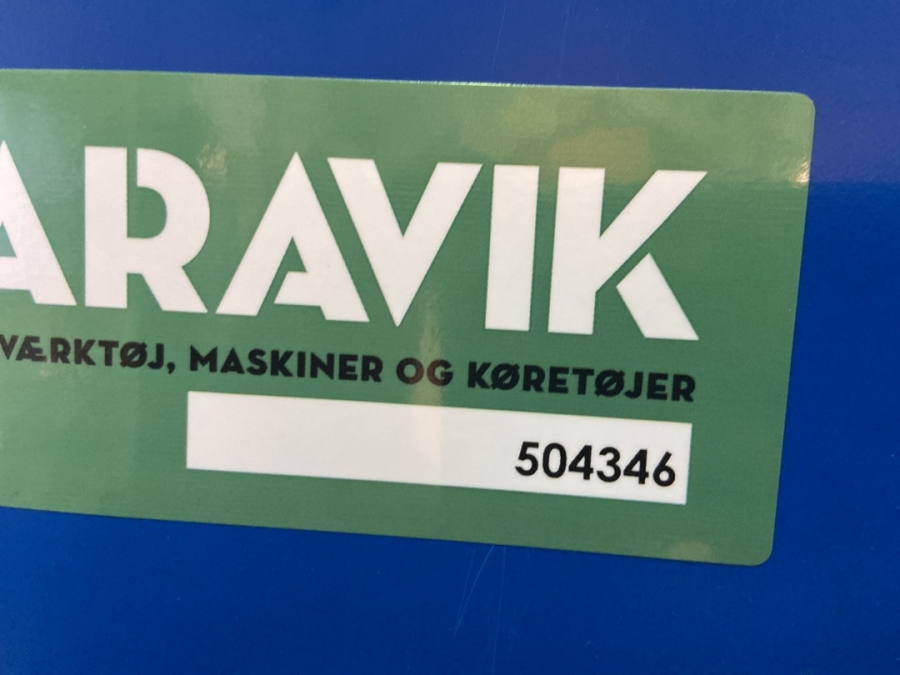 ARAVIK
VÆRKTØJ, MASKINER OG KØRETØJER
504346